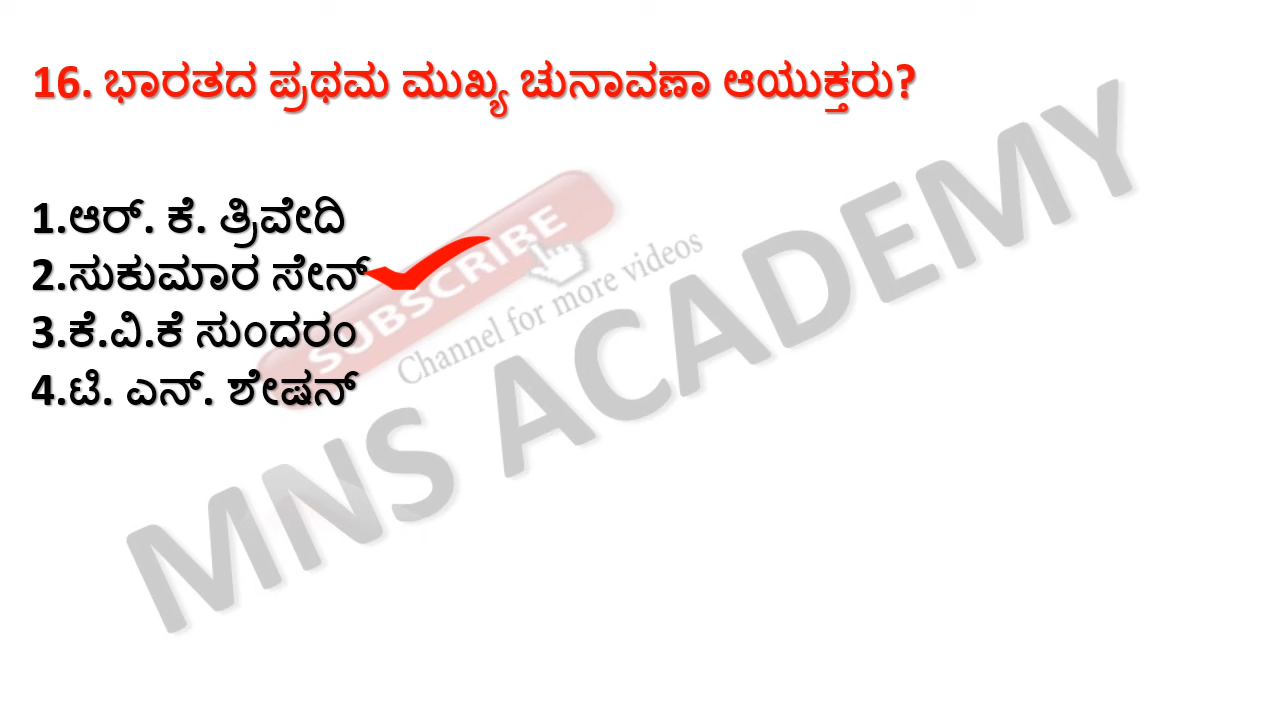 16. ಭಾರತದ ಪ್ರಥಮ ಮುಖ್ಯ ಚುನಾವಣಾ ಆಯುಕ್ತರು?
1.ಆರ್. ಕೆ. ತ್ರಿವೇದಿ
2.ಸುಕುಮಾರ ಸೇನ್
3.ಕೆ.ವಿ.ಕೆ ಸುಂದರಂ
4.ಟಿ. ಎನ್. ಶೇಷನ್
SUBSCRIBE
Channel for more videos
MNS ACADEMY